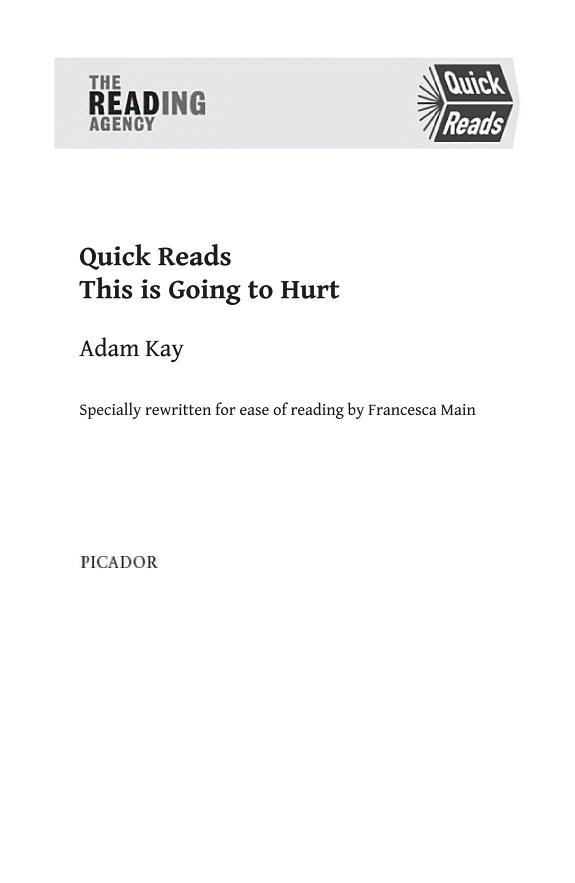 THE
READING
AGENCY
Quick
Reads
Quick Reads
This is Going to Hurt
Adam Kay
Specially rewritten for ease of reading by Francesca Main
PICADOR